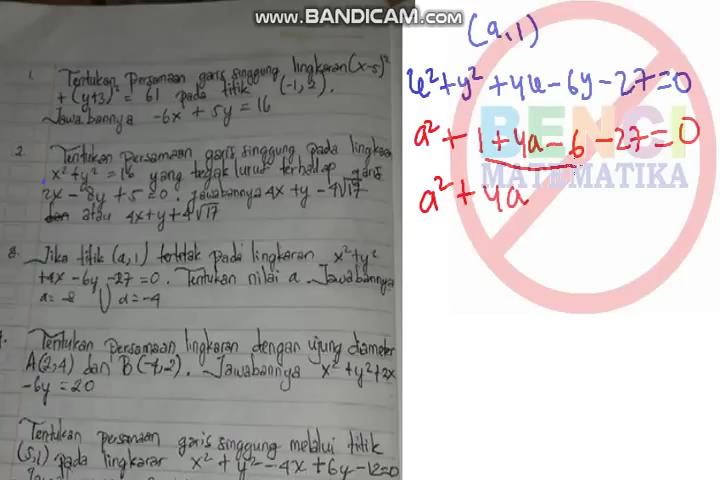 www.BANDICAM.com
1. Tentukan persamaan garis singgung lingkaran (x-5)²
+ (y+3)² = 61 pada titik (-1,2).
Jawabannya -6x + 5y = 16
2. Tentukan persamaan garis singgung pada lingkaran
x² + y² = 16 yang tegak lurus terhadap garis
2x - 8y + 5 = 0. Jawabannya 4x + y - 4√17
atau 4x + y + 4√17
3. Jika titik (a,1) terletak pada lingkaran x² + y²
+ 4x - 6y - 27 = 0. Tentukan nilai a. Jawabannya
a = -8 V a = -4
Tentukan persamaan lingkaran dengan ujung diameter
A(2,4) dan B(-4,2). Jawabannya x² + y² + 2x
-6y = 20
Tentukan persamaan garis singgung melalui titik
(5,1) pada lingkaran x² + y² - 4x + 6y - 12 = 0
(a,1)
x² + y² + 4x - 6y - 27 = 0
a² + 1 + 4a - 6 - 27 = 0
a² + 4a
BENCI
MATEMATIKA